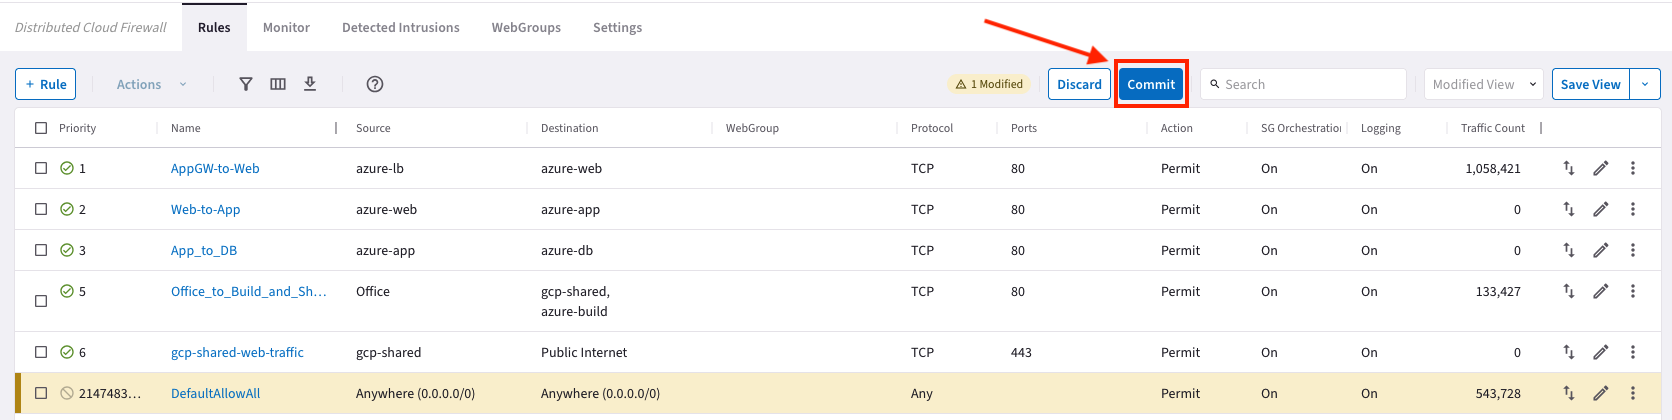 Distributed Cloud Firewall Rules Monitor Detected Intrusions WebGroups Settings
+ Rule Actions 1 Modified Discard Commit Search Modified View Save View
Priority Name Source Destination WebGroup Protocol Ports Action SG Orchestration Logging Traffic Count
1 AppGW-to-Web azure-lb azure-web TCP 80 Permit On On 1,058,421
2 Web-to-App azure-web azure-app TCP 80 Permit On On 0
3 App_to_DB azure-app azure-db TCP 80 Permit On On 0
5 Office_to_Build_and_Sh... Office gcp-shared, TCP 80 Permit On On 133,427
azure-build
6 gcp-shared-web-traffic gcp-shared Public Internet TCP 443 Permit On On 0
2147483... DefaultAllowAll Anywhere (0.0.0.0/0) Anywhere (0.0.0.0/0) Any Permit On On 543,728